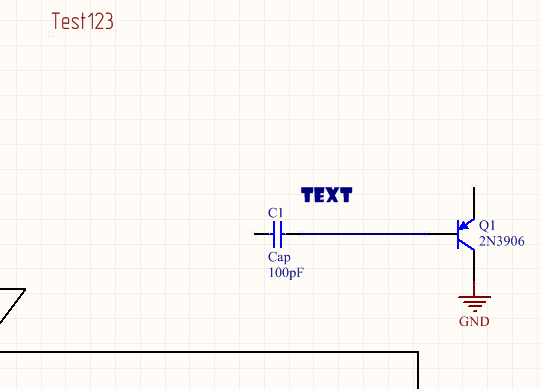 Test123
TEXT
C1
Q1
2N3906
Cap
100pF
GND